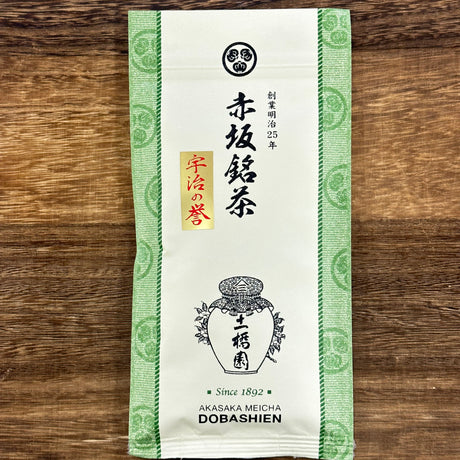 創業明治25年
赤坂銘茶
宇治の誉
土橋園
Since 1892
AKASAKA MEICHA
DOBASHIEN